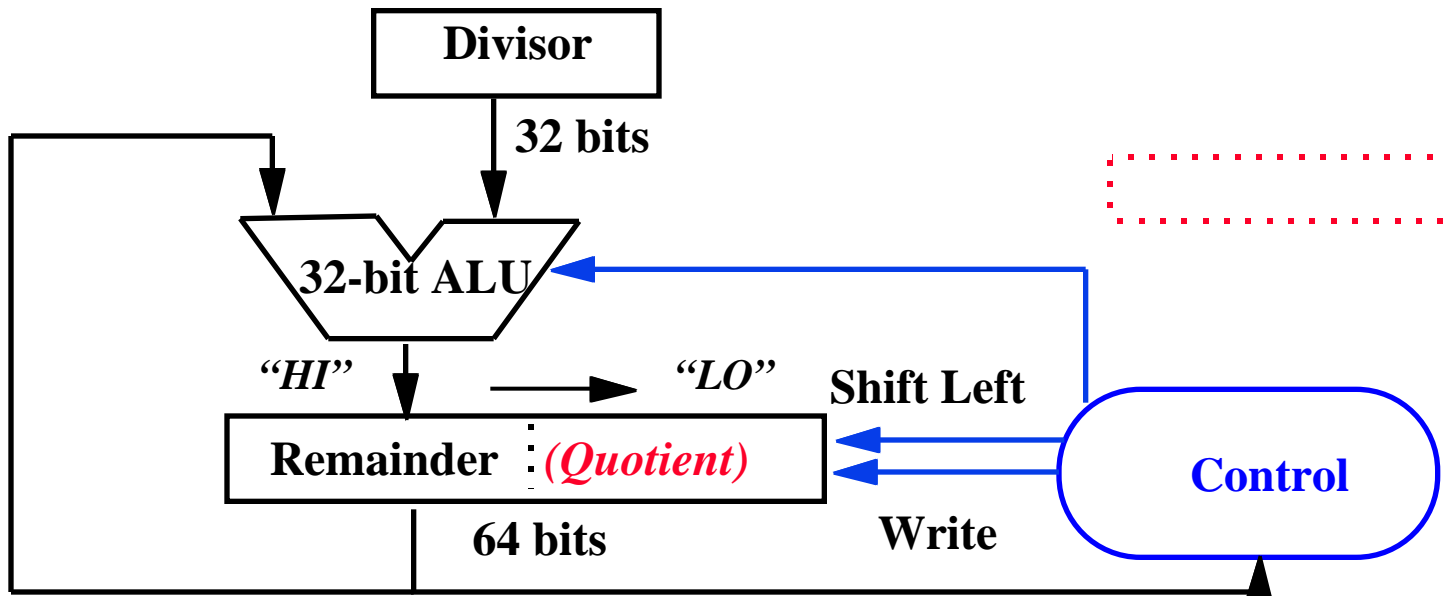 Divisor
32 bits
32-bit ALU
“HI”
“LO”
Shift Left
Remainder
(Quotient)
Control
64 bits
Write